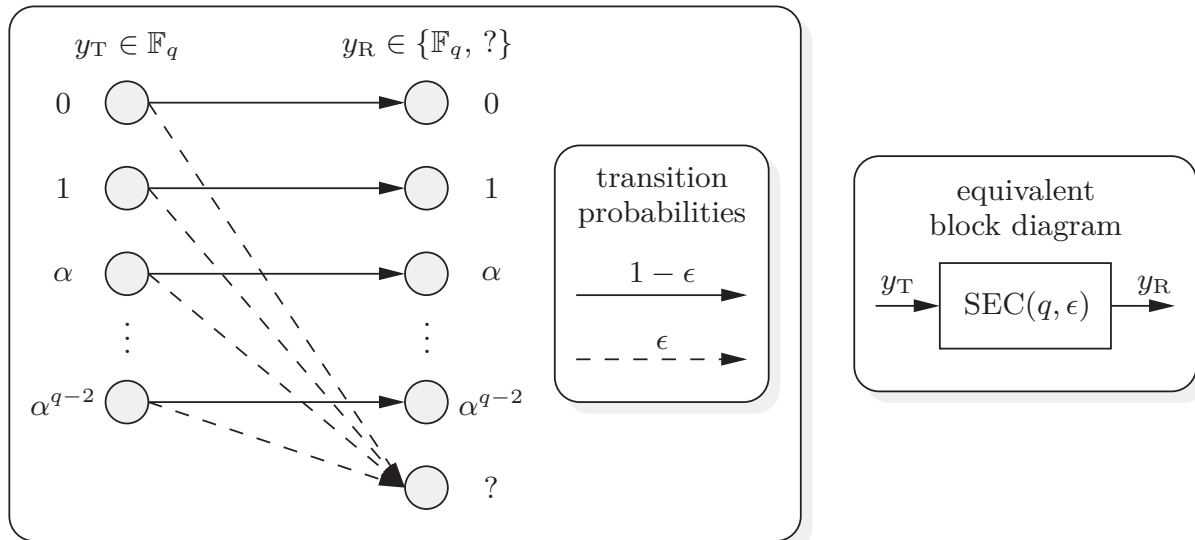 y_T ∈ 𝔽_q
y_R ∈ {𝔽_q, ?}
0
0
1
1
α
α
⋮
⋮
α^{q−2}
α^{q−2}
?
transition
probabilities
1 − ϵ
ϵ
equivalent
block diagram
y_T
SEC(q, ϵ)
y_R